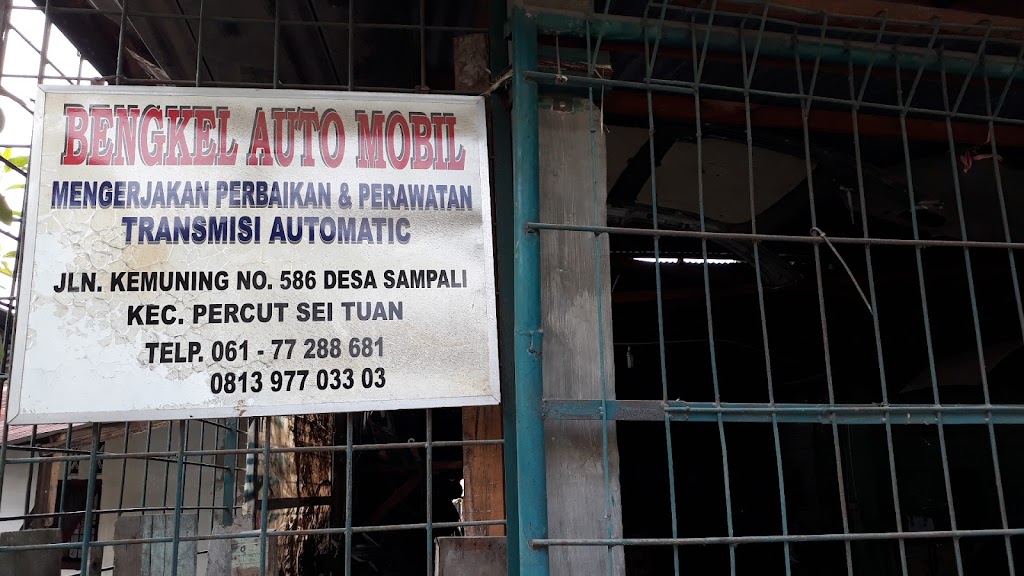 BENGKEL AUTO MOBIL
MENGERJAKAN PERBAIKAN & PERAWATAN
TRANSMISI AUTOMATIC
JLN. KEMUNING NO. 586 DESA SAMPALI
KEC. PERCUT SEI TUAN
TELP. 061 - 77 288 681
0813 977 033 03